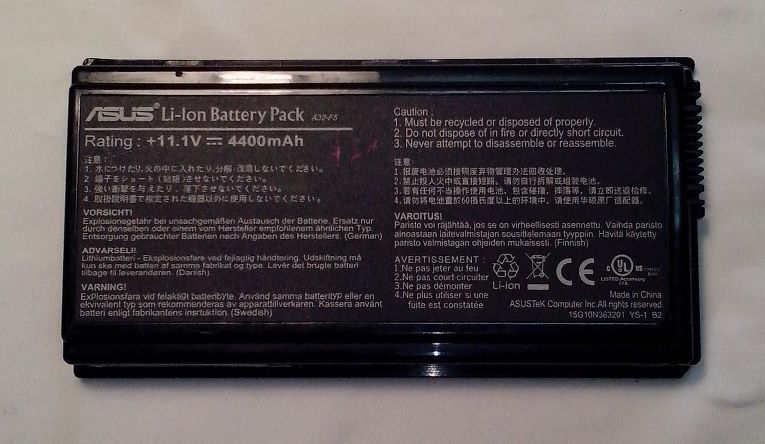 ASUS Li-Ion Battery Pack A32-F5
Rating : +11.1V ⎓ 4400mAh
注意：
1. 水につけたり、火の中に入れたり、分解・改造しないでください。
2. 端子をショート(短絡)させないでください。
3. 強い衝撃を与えたり、落下させないでください。
4. 取扱説明書で指定された機器以外に使用しないでください。
VORSICHT!
Explosionsgetahr bei unsachgemäßen Austausch der Batterie. Ersatz nur
durch denselben oder einem vom Hersteller empfohlenem ähnlichen Typ.
Entsorgung gebrauchter Batterien nach Angaben des Herstellers. (German)
ADVARSEL!
Lithiumbatteri - Eksplosionsfare ved fejlagtig håndtering. Udskiftning må
kun ske med batteri af samme fabrikat og type. Levér det brugte batteri
tilbage til leverandøren. (Danish)
VARNING!
Explosionsfara vid felaktigt batteribyte. Använd samma batterityp eller en
ekvivalent typ som rekommenderas av apparattillverkaren. Kassera använt
batteri enligt fabrikantens insrtuktion. (Swedish)
Caution :
1. Must be recycled or disposed of properly.
2. Do not dispose of in fire or directly short circuit.
3. Never attempt to disassemble or reassemble.
注意：
1. 报废电池必须按明废弃物管理办法回收处理。
2. 禁止投入火中或直接短路。请勿自行拆解或组装电池。
3. 若有任何不当操作使用电池，包含碰撞，摔落等，请立即送检修。
4. 请勿将电池置於60摄氏度以上的环境中。请使用华硕原厂适配器。
VAROITUS!
Paristo voi räjähtää, jos se on virheellisesti asennettu. Vaihda paristo
ainoastaan laitevalmistajan sousittelemaan tyyppiin. Hävitä käytetty
paristo valmistagan ohjeiden mukaisesti. (Finnish)
AVERTISSEMENT :
1.Ne pas jeter au feu
2.Ne pas court-circuiter
3.Ne pas démonter
4.Ne plus utiliser si une
fuite est constatée
Li-ion
CE
UL
LISTED
Made in China
ASUSTeK Computer Inc.All rights reserved
15G10N363201 YS-1 B2